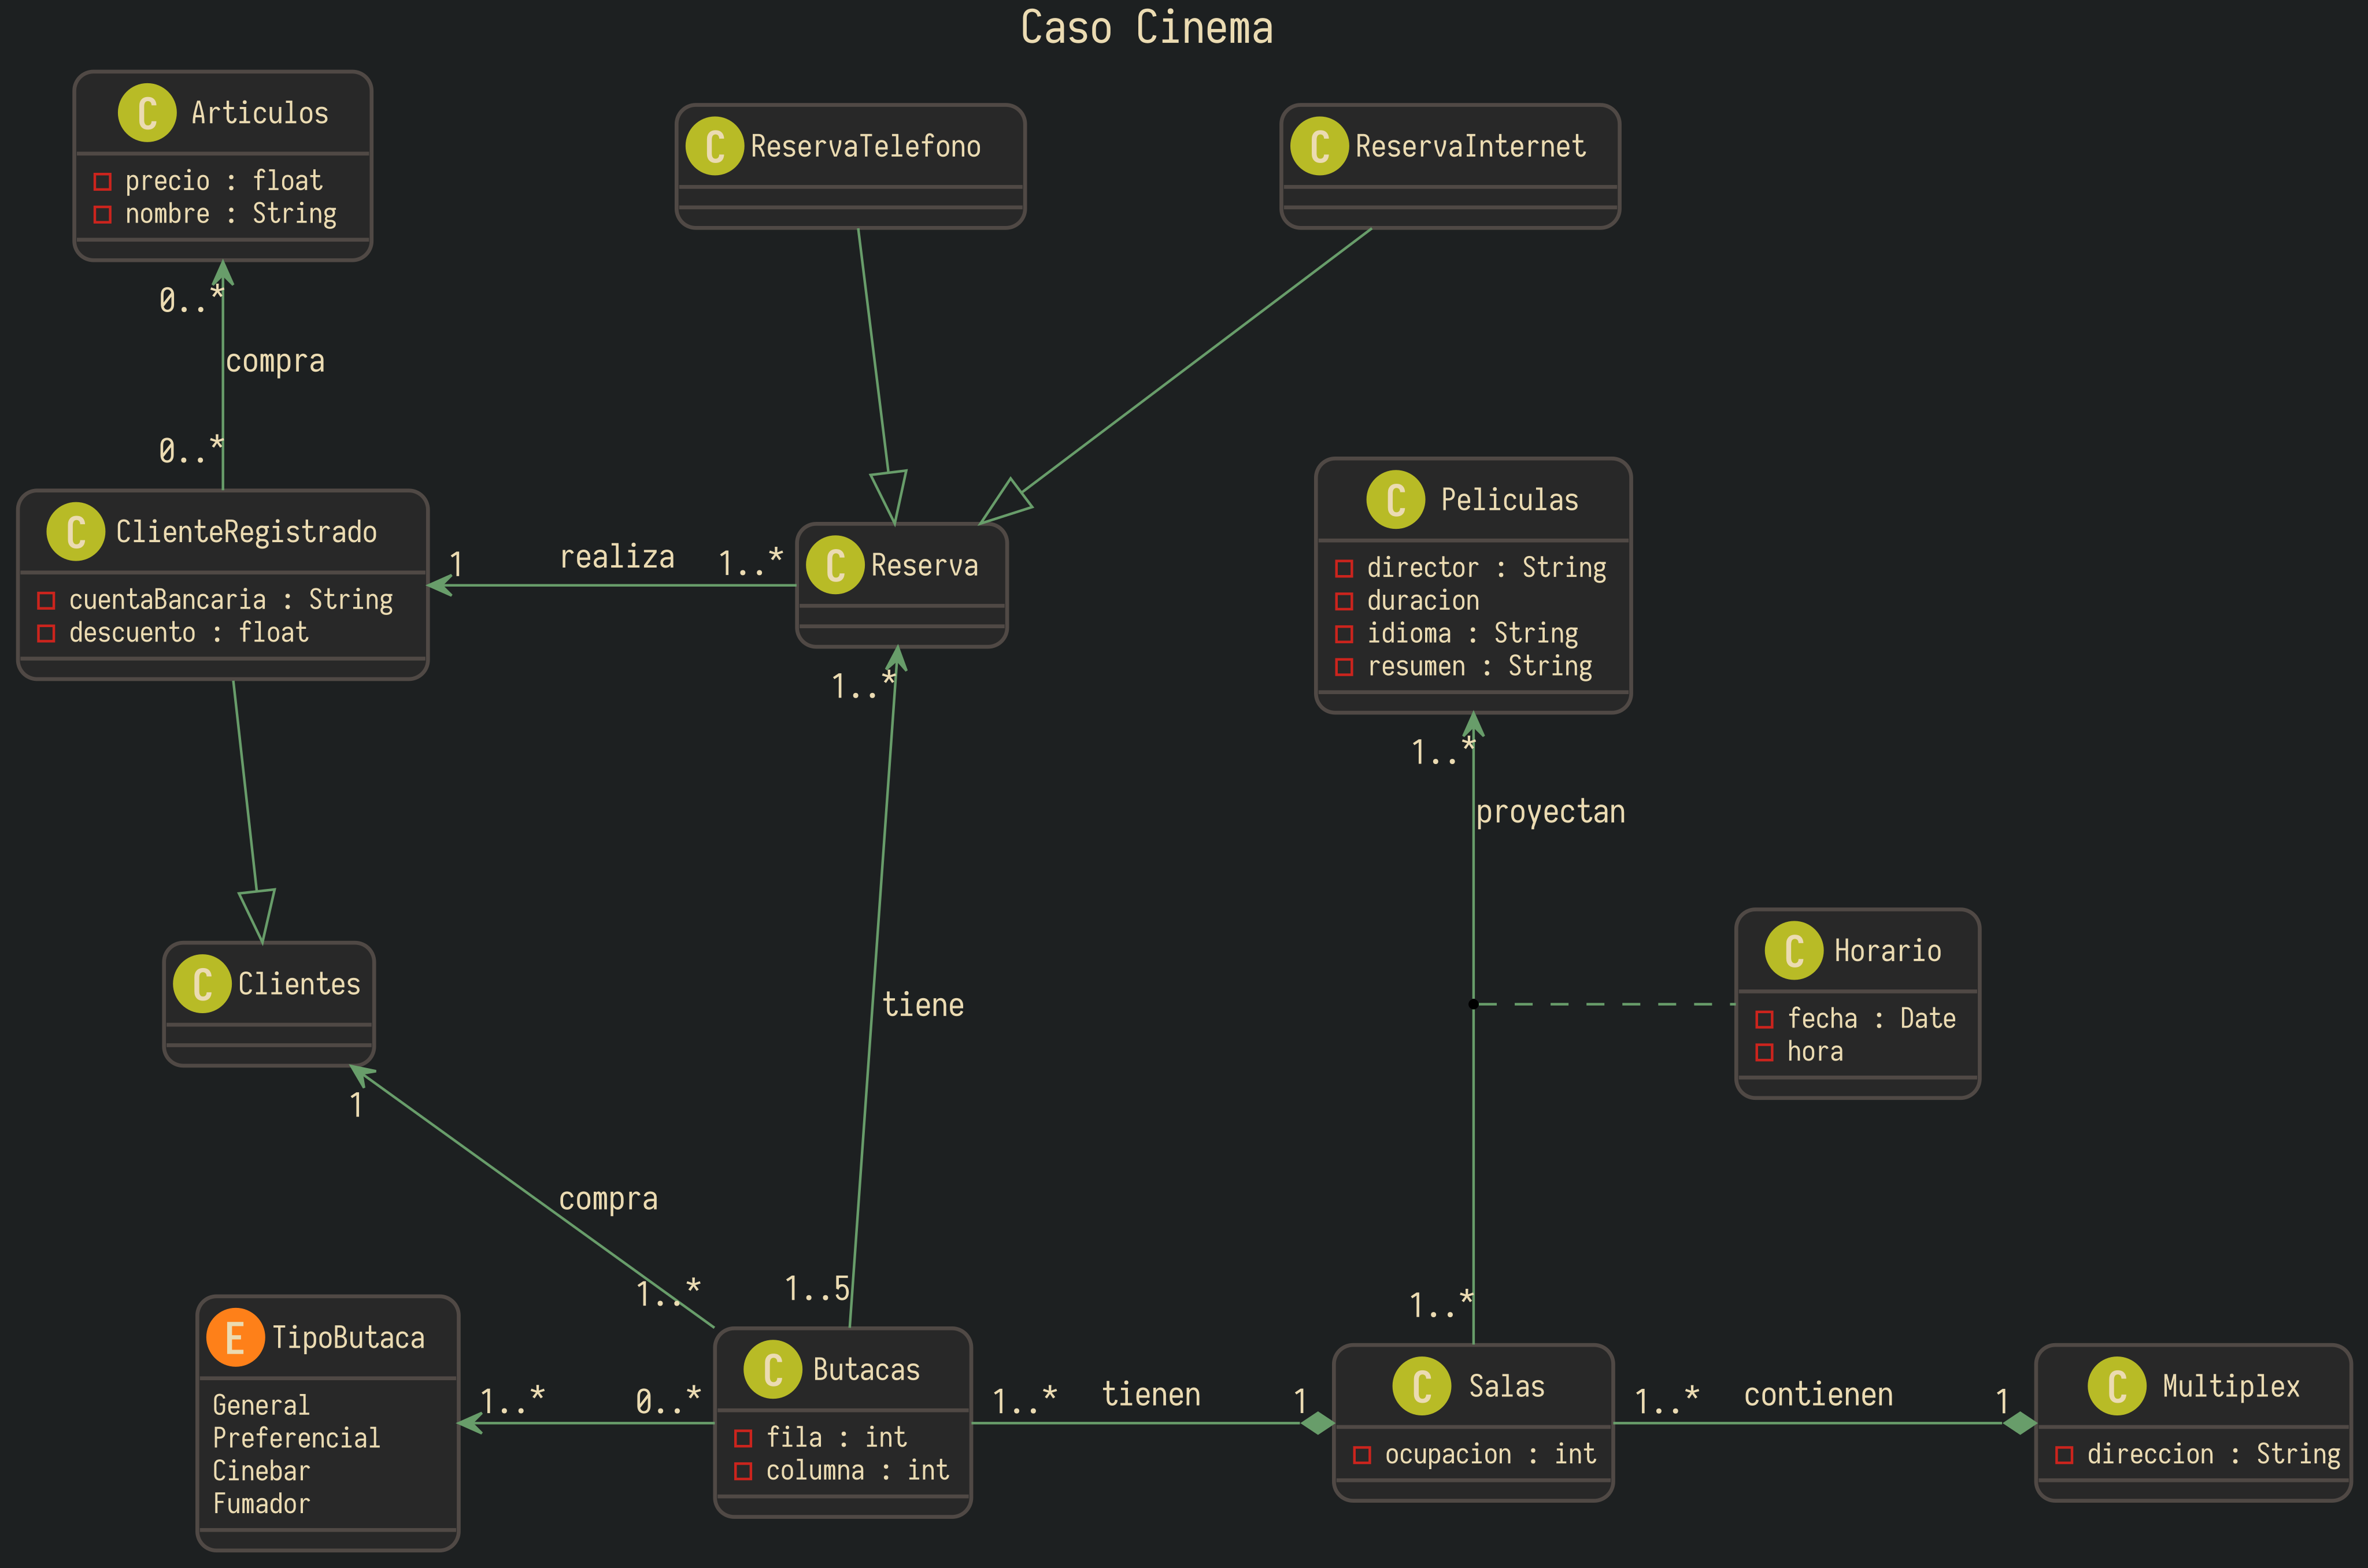 Caso Cinema
C Articulos
precio : float
nombre : String
C ReservaTelefono
C ReservaInternet
0..*
compra
0..*
C ClienteRegistrado
cuentaBancaria : String
descuento : float
1 realiza 1..*
C Reserva
1..*
C Peliculas
director : String
duracion
idioma : String
resumen : String
1..*
proyectan
C Clientes
1
tiene
C Horario
fecha : Date
hora
compra
1..*
1..5
1..*
E TipoButaca
General
Preferencial
Cinebar
Fumador
1..* 0..*
C Butacas
fila : int
columna : int
1..* tienen 1
C Salas
ocupacion : int
1..* contienen 1
C Multiplex
direccion : String